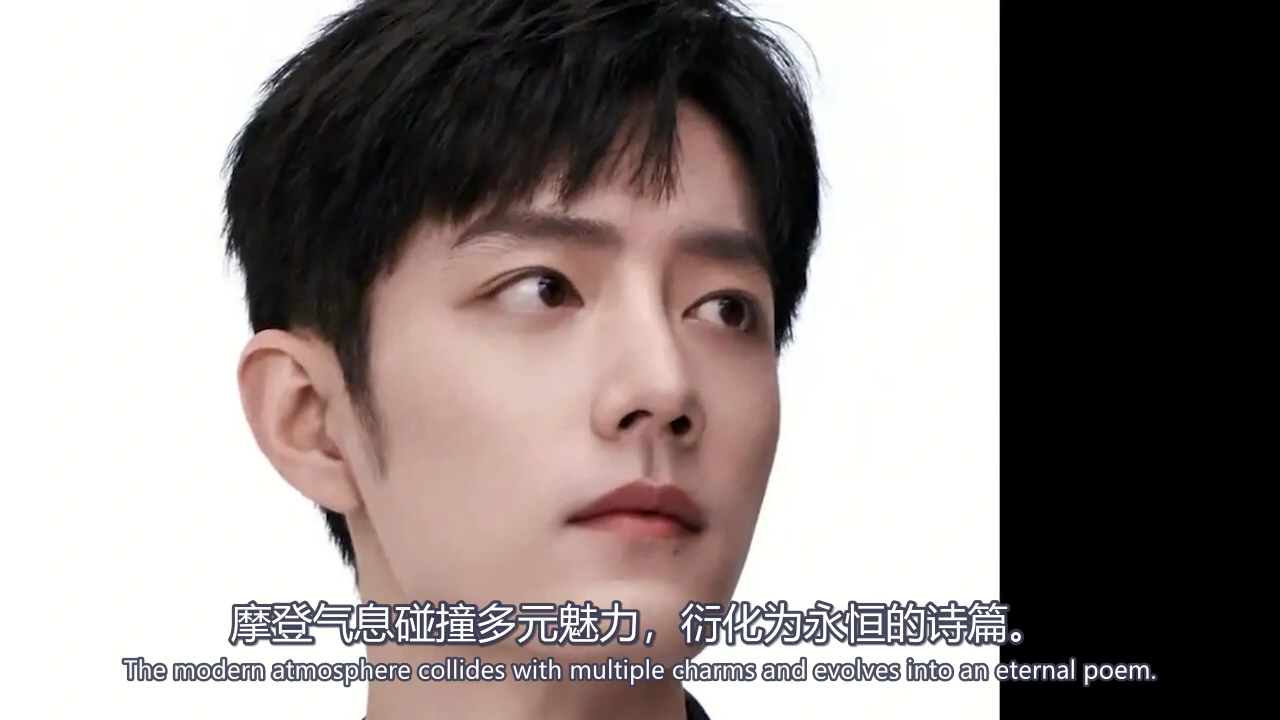 摩登气息碰撞多元魅力，衍化为永恒的诗篇。
The modern atmosphere collides with multiple charms and evolves into an eternal poem.